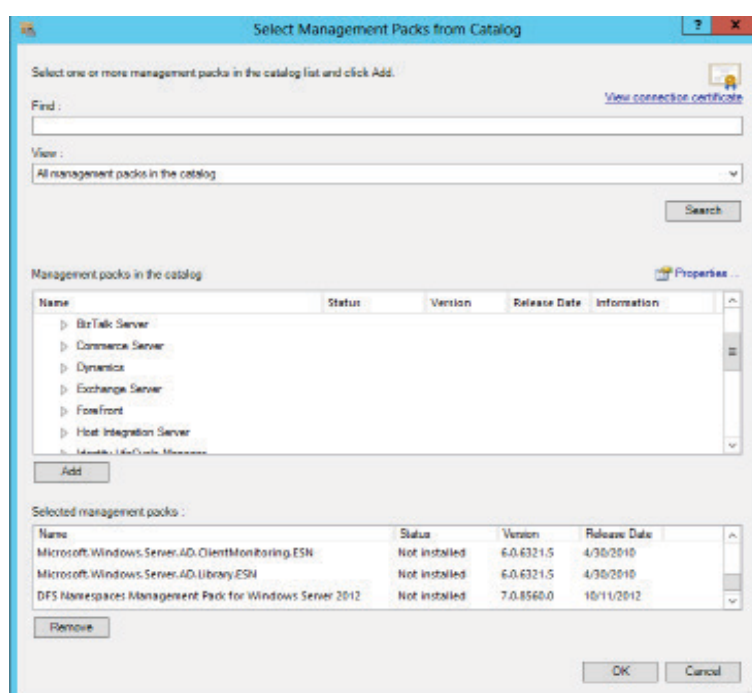 Select Management Packs from Catalog
? x
Select one or more management packs in the catalog list and click Add.
View connection certificate
Find :
View :
All management packs in the catalog
Search
Management packs in the catalog
Properties ...
Name Status Version Release Date Information
BizTalk Server
Commerce Server
Dynamics
Exchange Server
ForeFront
Host Integration Server
Identity LifeCycle Manager
Add
Selected management packs :
Name Status Version Release Date
Microsoft.Windows.Server.AD.ClientMonitoring.ESN Not installed 6.0.6321.5 4/30/2010
Microsoft.Windows.Server.AD.Library.ESN Not installed 6.0.6321.5 4/30/2010
DFS Namespaces Management Pack for Windows Server 2012 Not installed 7.0.8560.0 10/11/2012
Remove
OK Cancel